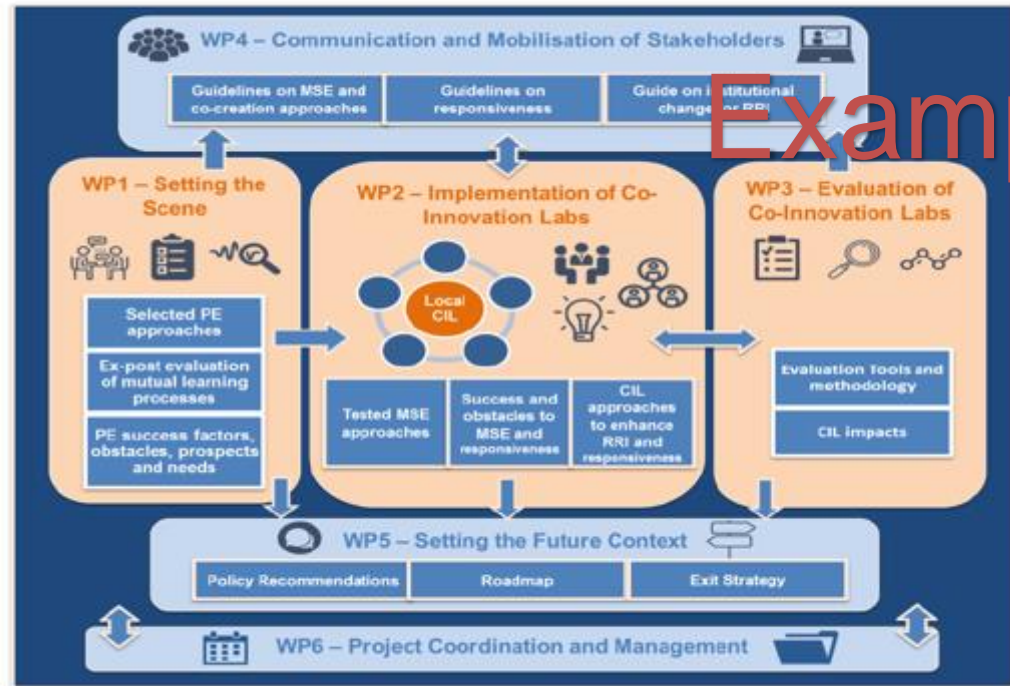 WP4 – Communication and Mobilisation of Stakeholders
Guidelines on MSE and
co-creation approaches
Guidelines on
responsiveness
Guide on institutional
change for RRI
Examp
WP1 – Setting the
Scene
Selected PE
approaches
Ex-post evaluation
of mutual learning
processes
PE success factors,
obstacles, prospects
and needs
WP2 – Implementation of Co-
Innovation Labs
Local
CIL
Tested MSE
approaches
Success and
obstacles to
MSE and
responsiveness
CIL
approaches
to enhance
RRI and
responsiveness
WP3 – Evaluation of
Co-Innovation Labs
Evaluation Tools and
methodology
CIL impacts
WP5 – Setting the Future Context
Policy Recommendations
Roadmap
Exit Strategy
WP6 – Project Coordination and Management